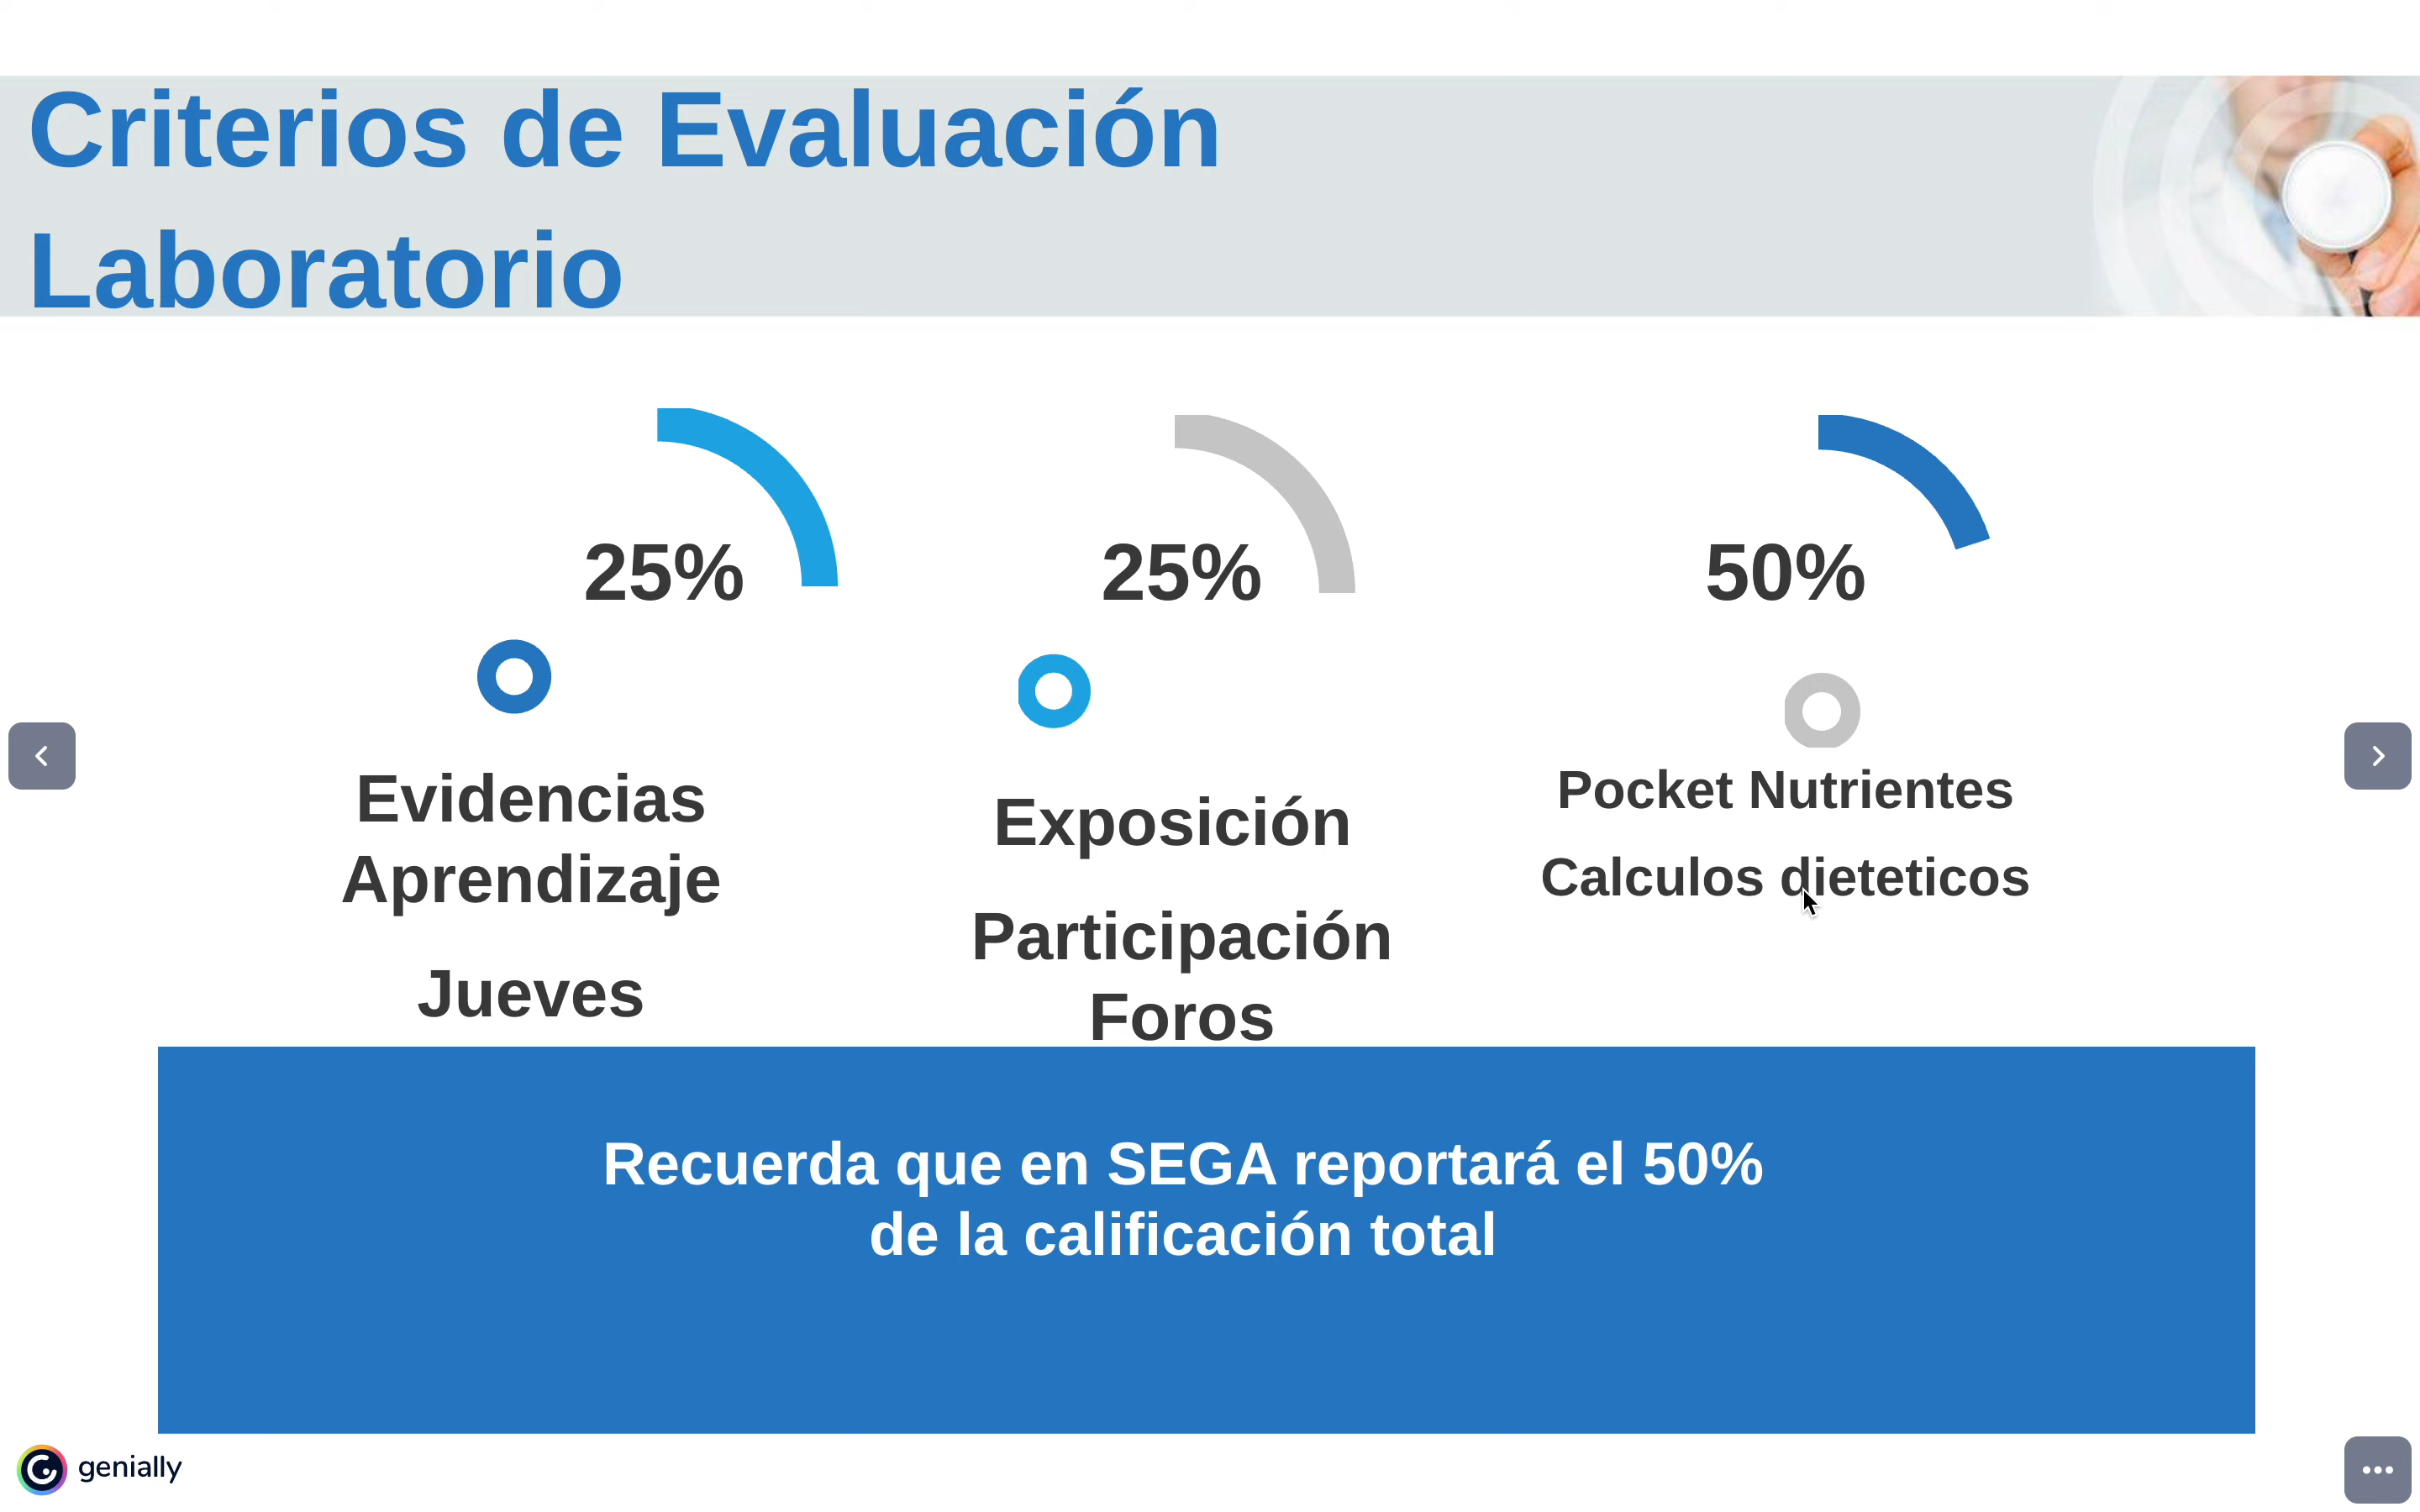 Criterios de Evaluación
Laboratorio
25%
25%
50%
Evidencias
Aprendizaje
Jueves
Exposición
Participación
Foros
Pocket Nutrientes
Calculos dieteticos
Recuerda que en SEGA reportará el 50%
de la calificación total
genially